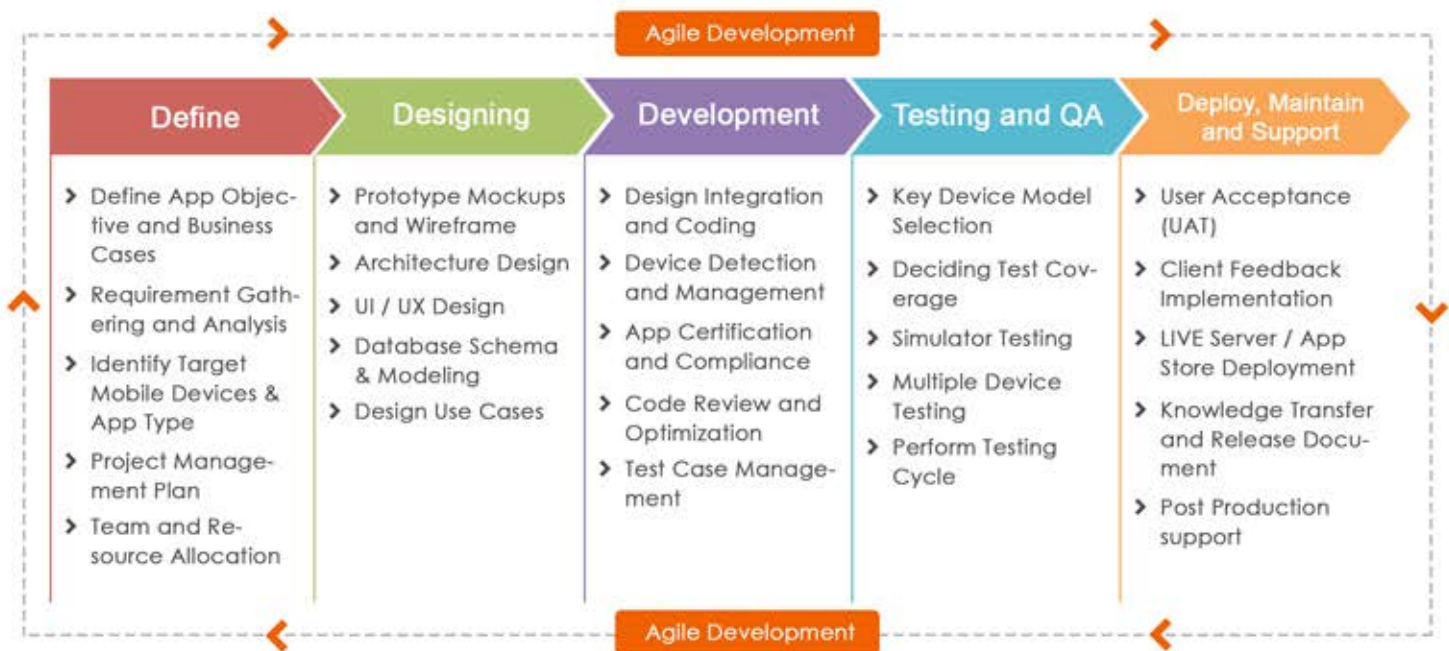 Agile Development
Define
Designing
Development
Testing and QA
Deploy, Maintain
and Support
Define App Objec-
tive and Business
Cases
Requirement Gath-
ering and Analysis
Identify Target
Mobile Devices &
App Type
Project Manage-
ment Plan
Team and Re-
source Allocation
Prototype Mockups
and Wireframe
Architecture Design
UI / UX Design
Database Schema
& Modeling
Design Use Cases
Design Integration
and Coding
Device Detection
and Management
App Certification
and Compliance
Code Review and
Optimization
Test Case Manage-
ment
Key Device Model
Selection
Deciding Test Cov-
erage
Simulator Testing
Multiple Device
Testing
Perform Testing
Cycle
User Acceptance
(UAT)
Client Feedback
Implementation
LIVE Server / App
Store Deployment
Knowledge Transfer
and Release Docu-
ment
Post Production
support
Agile Development